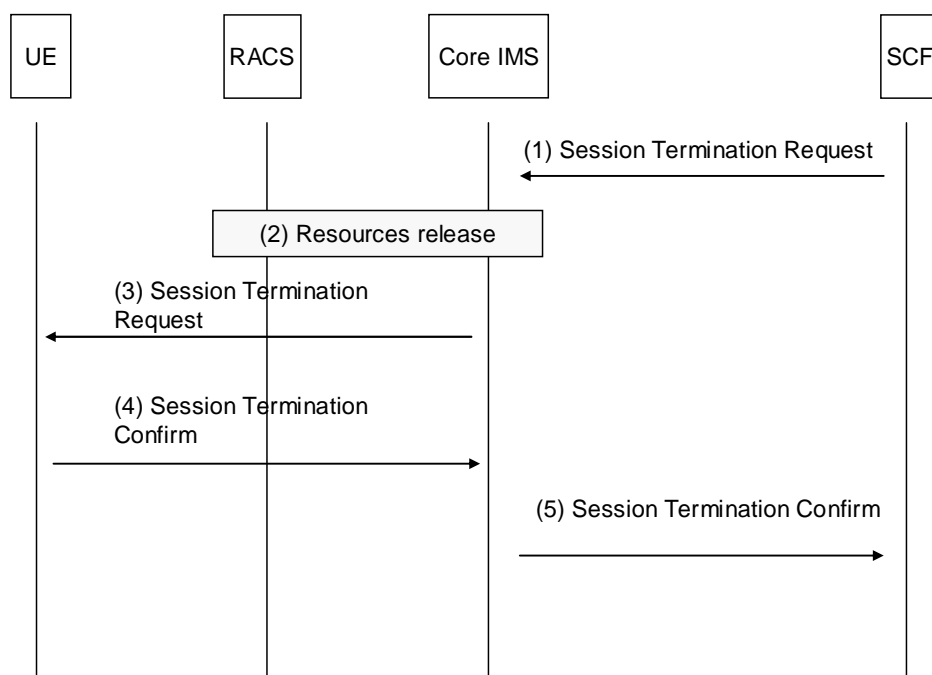 UE
RACS
Core IMS
SCF
(1) Session Termination Request
(2) Resources release
(3) Session Termination
Request
(4) Session Termination
Confirm
(5) Session Termination Confirm